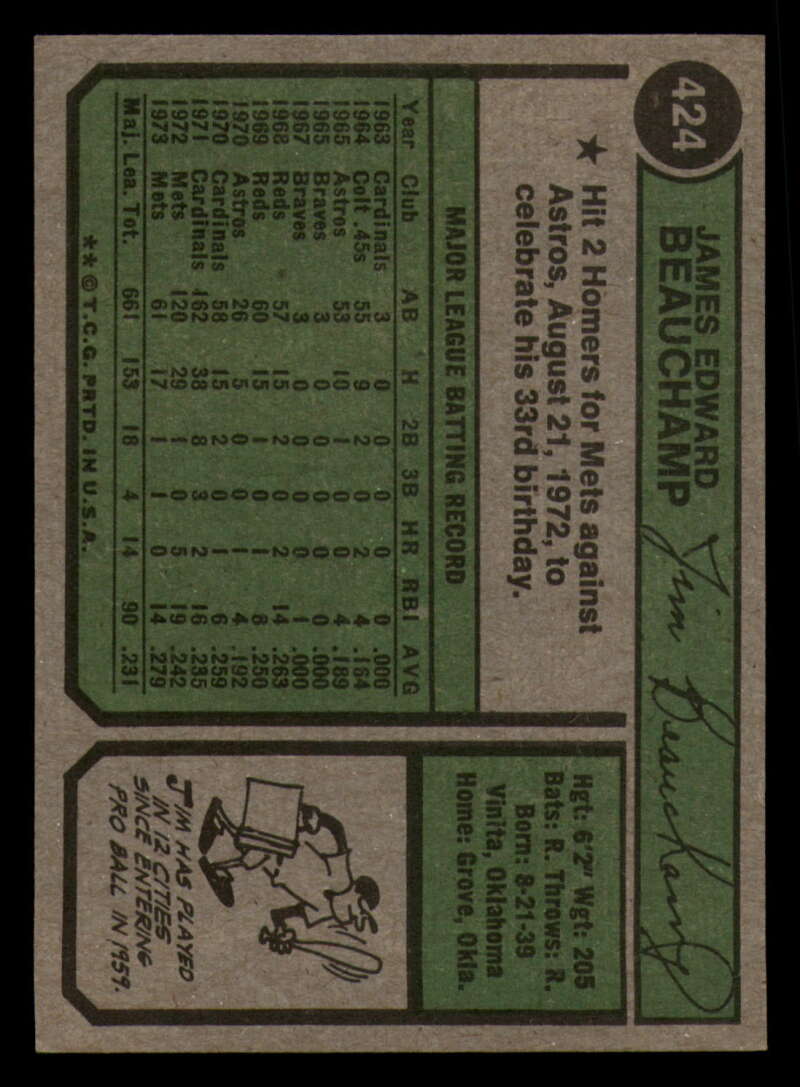 424
JAMES EDWARD
BEAUCHAMP
Jim Beauchamp
★ Hit 2 Homers for Mets against
Astros, August 21, 1972, to
celebrate his 33rd birthday.
MAJOR LEAGUE BATTING RECORD
Year Club AB H 2B 3B HR RBI AVG
1963 Cardinals 3 0 0 0 0 0 .000
1964 Colt .45s 55 9 2 0 2 4 .164
1965 Astros 53 10 1 0 0 4 .189
1965 Braves 3 0 0 0 0 0 .000
1967 Braves 3 0 0 0 0 1 .000
1968 Reds 57 15 2 0 2 14 .263
1969 Reds 60 15 1 0 1 8 .250
1970 Astros 26 5 0 0 1 4 .192
1970 Cardinals 58 15 2 0 1 6 .259
1971 Cardinals 162 38 8 3 2 16 .235
1972 Mets 120 29 1 0 5 19 .242
1973 Mets 61 17 1 1 0 14 .279
Maj. Lea. Tot. 661 153 18 4 14 90 .231
**©T.C.G. PRTD. IN U.S.A.
Hgt: 6'2" Wgt: 205
Bats: R. Throws: R.
Born: 8-21-39
Vinita, Oklahoma
Home: Grove, Okla.
JIM HAS PLAYED
IN 12 CITIES
SINCE ENTERING
PRO BALL IN 1959.